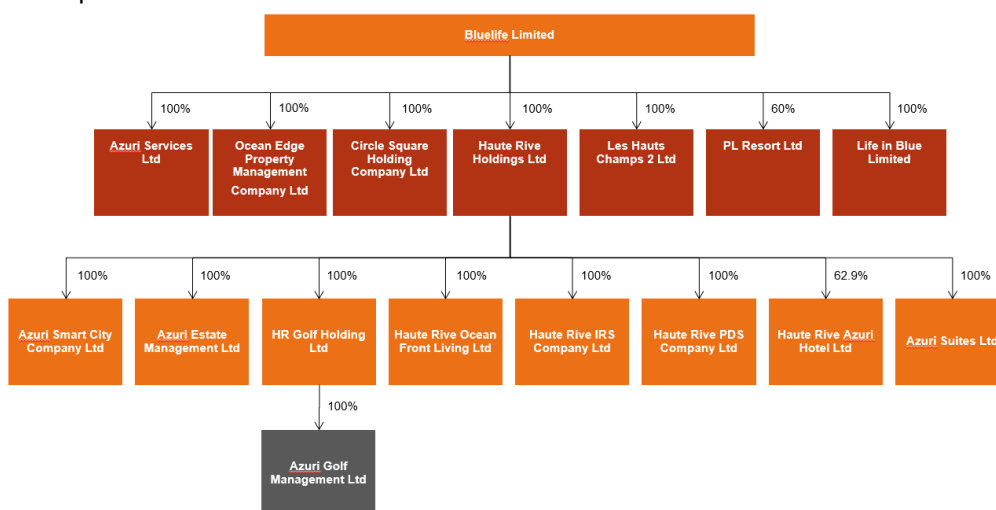 Bluelife Limited
100%
100%
100%
100%
100%
60%
100%
Azuri Services
Ltd
Ocean Edge
Property
Management
Company Ltd
Circle Square
Holding
Company Ltd
Haute Rive
Holdings Ltd
Les Hauts
Champs 2 Ltd
PL Resort Ltd
Life in Blue
Limited
100%
100%
100%
100%
100%
100%
62.9%
100%
Azuri Smart City
Company Ltd
Azuri Estate
Management Ltd
HR Golf Holding
Ltd
Haute Rive Ocean
Front Living Ltd
Haute Rive IRS
Company Ltd
Haute Rive PDS
Company Ltd
Haute Rive Azuri
Hotel Ltd
Azuri Suites Ltd
100%
Azuri Golf
Management Ltd